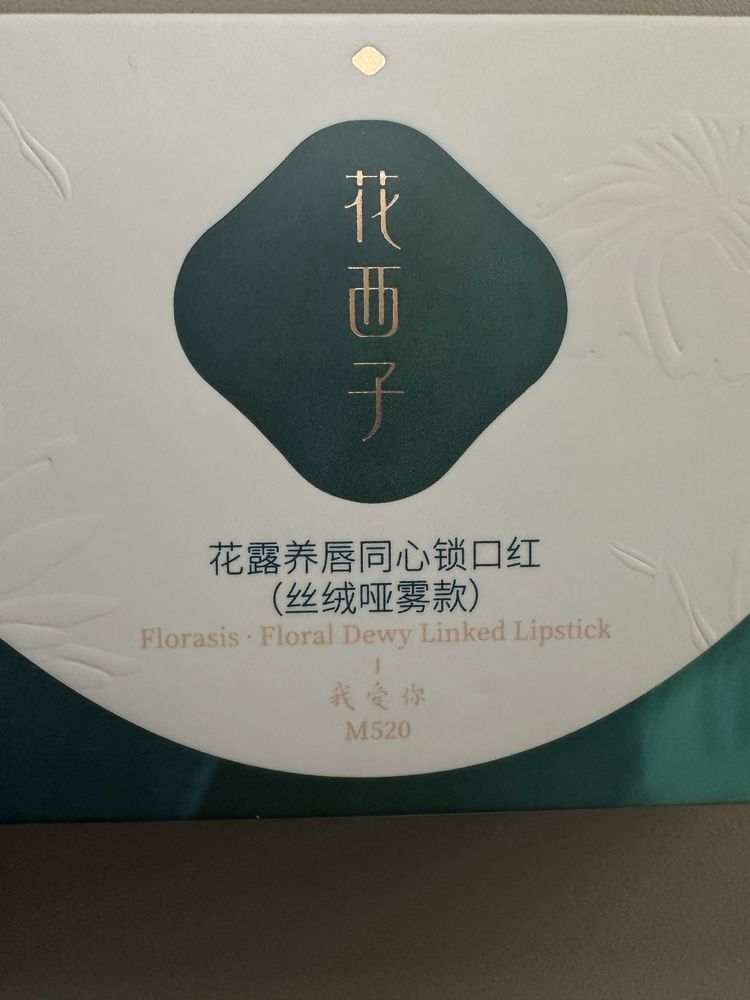 花西子
花露养唇同心锁口红
（丝绒哑雾款）
Florasis · Floral Dewy Linked Lipstick
我爱你
M520